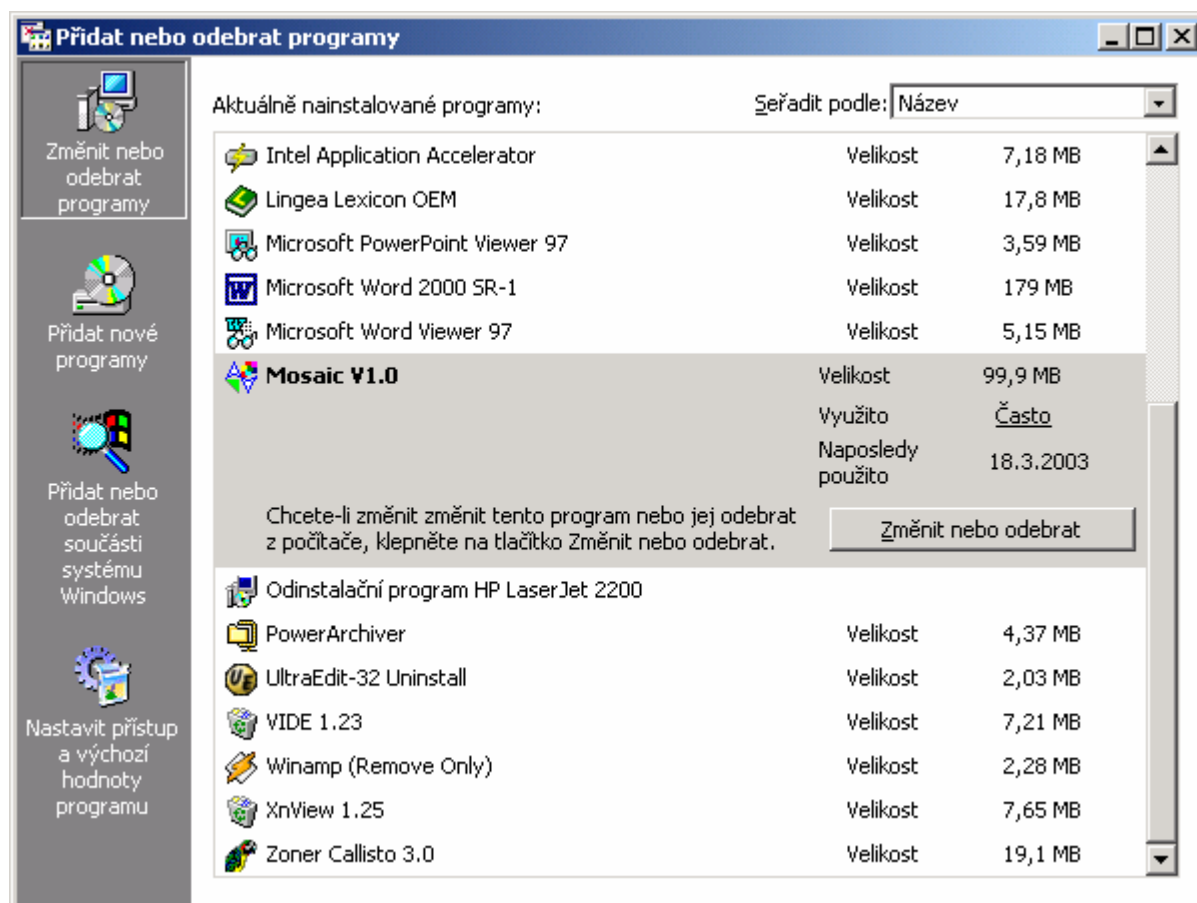 Přidat nebo odebrat programy
Změnit nebo
odebrat
programy
Přidat nové
programy
Přidat nebo
odebrat
součásti
systému
Windows
Nastavit přístup
a výchozí
hodnoty
programu
Aktuálně nainstalované programy:
Seřadit podle: Název
Intel Application Accelerator Velikost 7,18 MB
Lingea Lexicon OEM Velikost 17,8 MB
Microsoft PowerPoint Viewer 97 Velikost 3,59 MB
Microsoft Word 2000 SR-1 Velikost 179 MB
Microsoft Word Viewer 97 Velikost 5,15 MB
Mosaic V1.0 Velikost 99,9 MB
Využito Často
Naposledy
použito 18.3.2003
Chcete-li změnit změnit tento program nebo jej odebrat
z počítače, klepněte na tlačítko Změnit nebo odebrat.
Změnit nebo odebrat
Odinstalační program HP LaserJet 2200
PowerArchiver Velikost 4,37 MB
UltraEdit-32 Uninstall Velikost 2,03 MB
VIDE 1.23 Velikost 7,21 MB
Winamp (Remove Only) Velikost 2,28 MB
XnView 1.25 Velikost 7,65 MB
Zoner Callisto 3.0 Velikost 19,1 MB